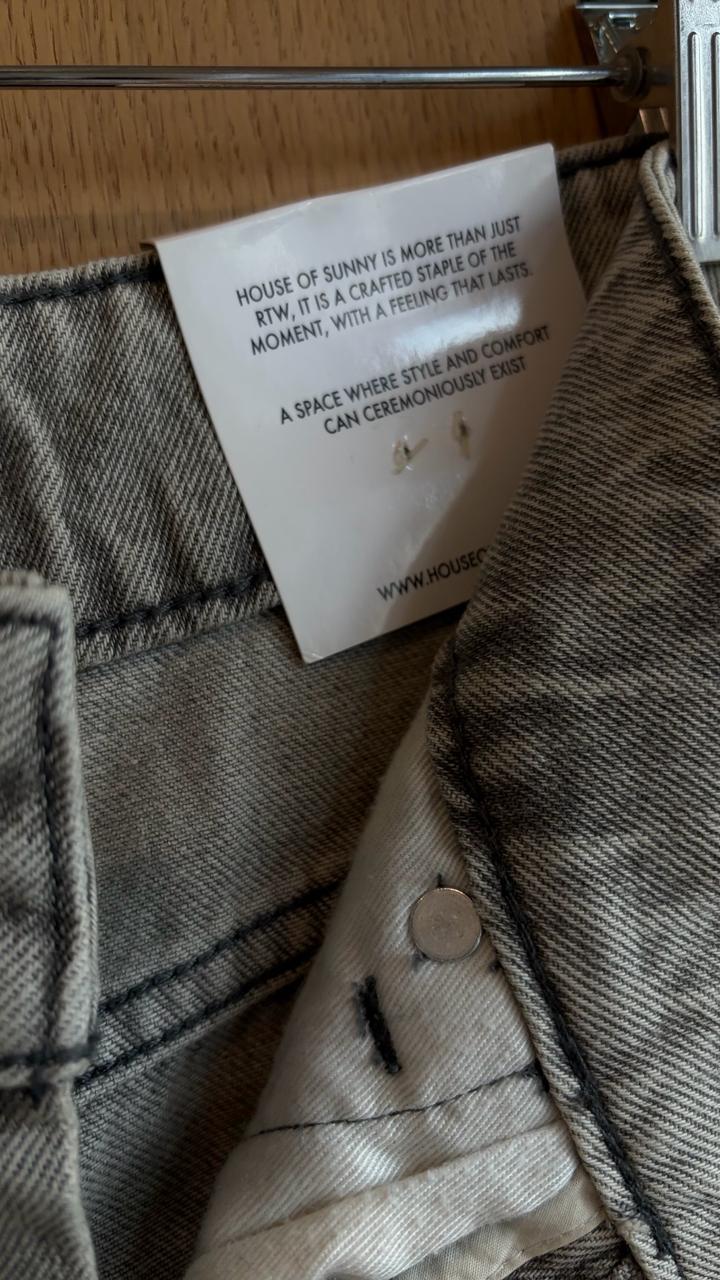 HOUSE OF SUNNY IS MORE THAN JUST
RTW, IT IS A CRAFTED STAPLE OF THE
MOMENT, WITH A FEELING THAT LASTS.
A SPACE WHERE STYLE AND COMFORT
CAN CEREMONIOUSLY EXIST